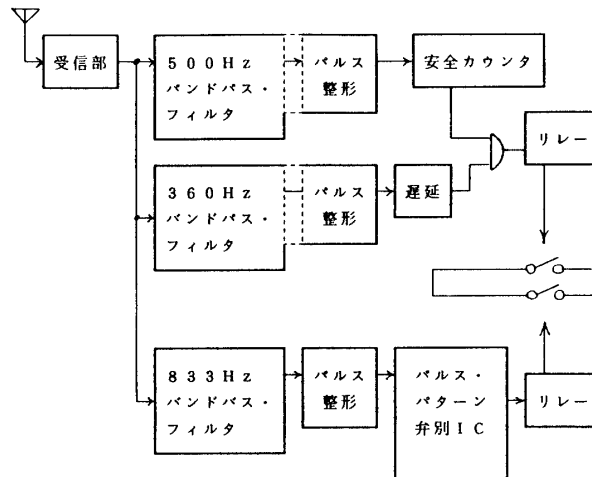 受信部
500Hz
バンドパス・
フィルタ
パルス
整形
安全カウンタ
リレー
360Hz
バンドパス・
フィルタ
パルス
整形
遅延
833Hz
バンドパス・
フィルタ
パルス
整形
パルス・
パターン
弁別IC
リレー